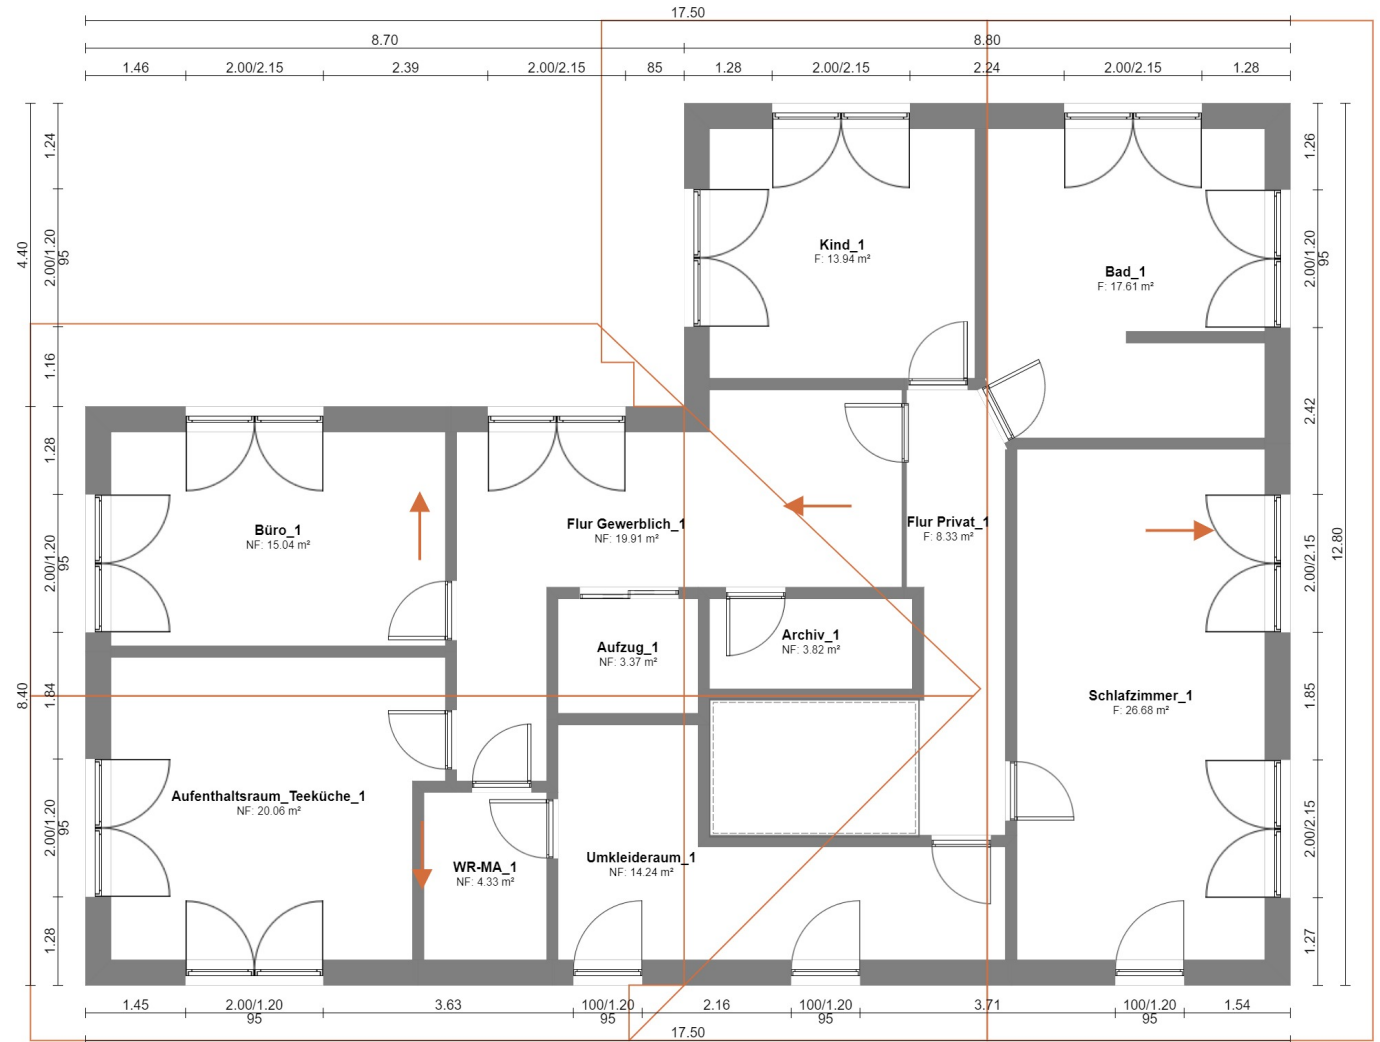 17.50
8.70
8.80
1.46
2.00/2.15
2.39
2.00/2.15
85
1.28
2.00/2.15
2.24
2.00/2.15
1.28
1.24
2.00/1.20
95
1.16
4.40
1.28
2.00/1.20
95
1.84
8.40
2.00/1.20
95
1.28
Kind_1
F: 13.94 m²
Bad_1
F: 17.61 m²
Büro_1
NF: 15.04 m²
Flur Gewerblich_1
NF: 19.91 m²
Flur Privat_1
F: 8.33 m²
Aufzug_1
NF: 3.37 m²
Archiv_1
NF: 3.82 m²
Schlafzimmer_1
F: 26.68 m²
Aufenthaltsraum_Teeküche_1
NF: 20.06 m²
WR-MA_1
NF: 4.33 m²
Umkleideraum_1
NF: 14.24 m²
1.26
2.00/1.20
95
2.42
2.00/2.15
12.80
1.85
2.00/2.15
1.27
1.45
2.00/1.20
95
3.63
100/1.20
95
2.16
100/1.20
95
3.71
100/1.20
95
1.54
17.50